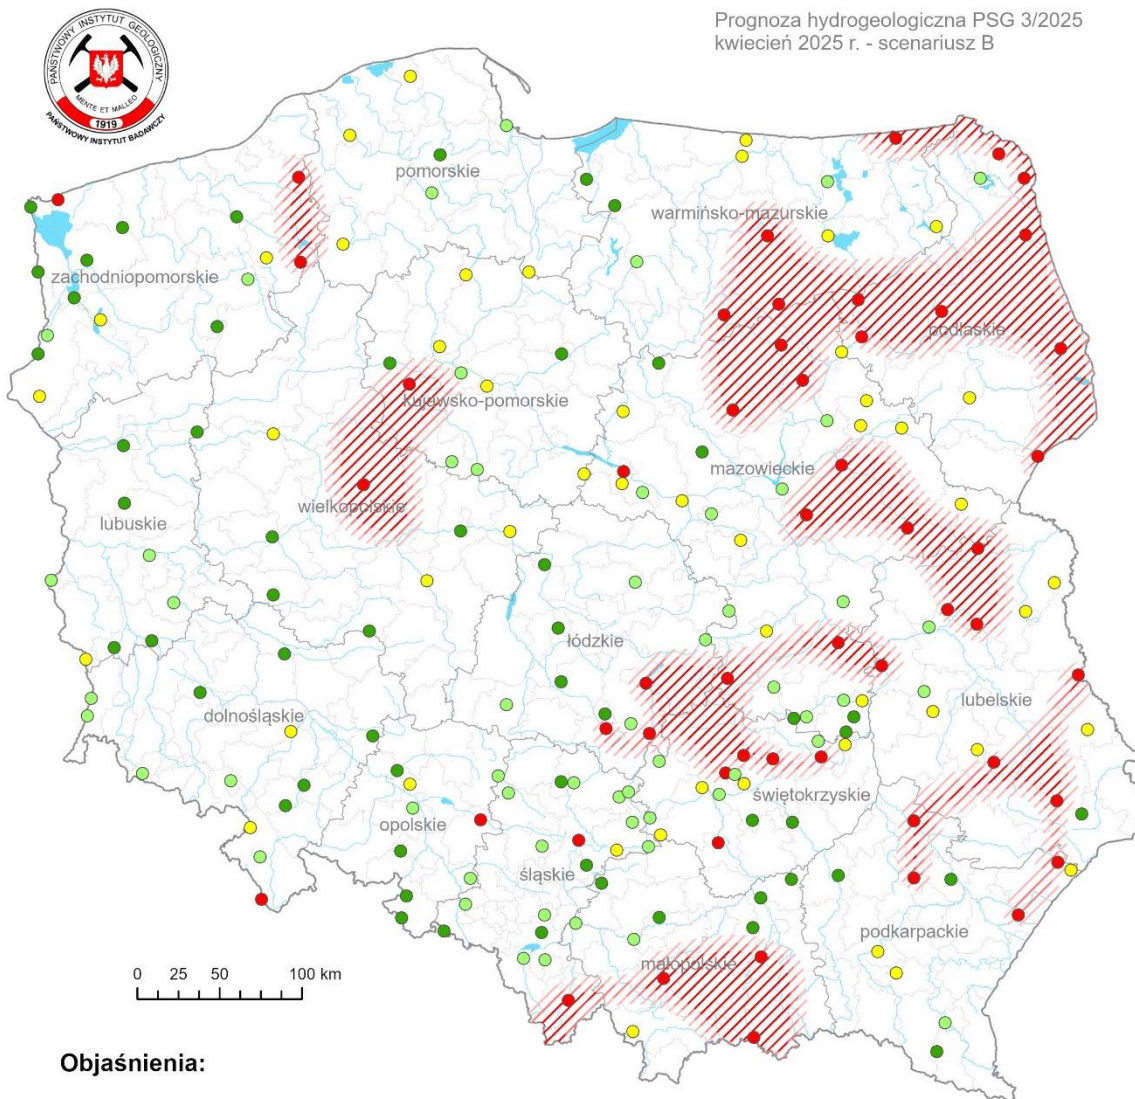 Prognoza hydrogeologiczna PSG 3/2025
kwiecień 2025 r. - scenariusz B
PAŃSTWOWY INSTYTUT GEOLOGICZNY
MENTE ET MALLEO
1919
PAŃSTWOWY INSTYTUT BADAWCZY
pomorskie
warmińsko-mazurskie
zachodniopomorskie
podlaskie
kujawsko-pomorskie
mazowieckie
wielkopolskie
lubuskie
łódzkie
lubelskie
dolnośląskie
świętokrzyskie
opolskie
śląskie
podkarpackie
małopolskie
0 25 50 100 km
Objaśnienia: